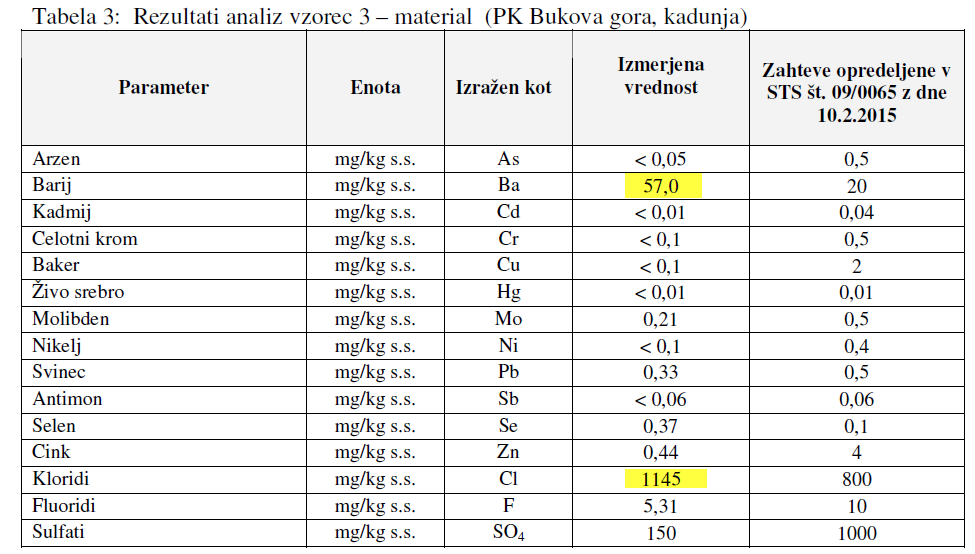 Tabela 3: Rezultati analiz vzorec 3 – material (PK Bukova gora, kadunja)
Parameter Enota Izražen kot Izmerjena vrednost Zahteve opredeljene v STS št. 09/0065 z dne 10.2.2015
Arzen mg/kg s.s. As < 0,05 0,5
Barij mg/kg s.s. Ba 57,0 20
Kadmij mg/kg s.s. Cd < 0,01 0,04
Celotni krom mg/kg s.s. Cr < 0,1 0,5
Baker mg/kg s.s. Cu < 0,1 2
Živo srebro mg/kg s.s. Hg < 0,01 0,01
Molibden mg/kg s.s. Mo 0,21 0,5
Nikelj mg/kg s.s. Ni < 0,1 0,4
Svinec mg/kg s.s. Pb 0,33 0,5
Antimon mg/kg s.s. Sb < 0,06 0,06
Selen mg/kg s.s. Se 0,37 0,1
Cink mg/kg s.s. Zn 0,44 4
Kloridi mg/kg s.s. Cl 1145 800
Fluoridi mg/kg s.s. F 5,31 10
Sulfati mg/kg s.s. SO₄ 150 1000